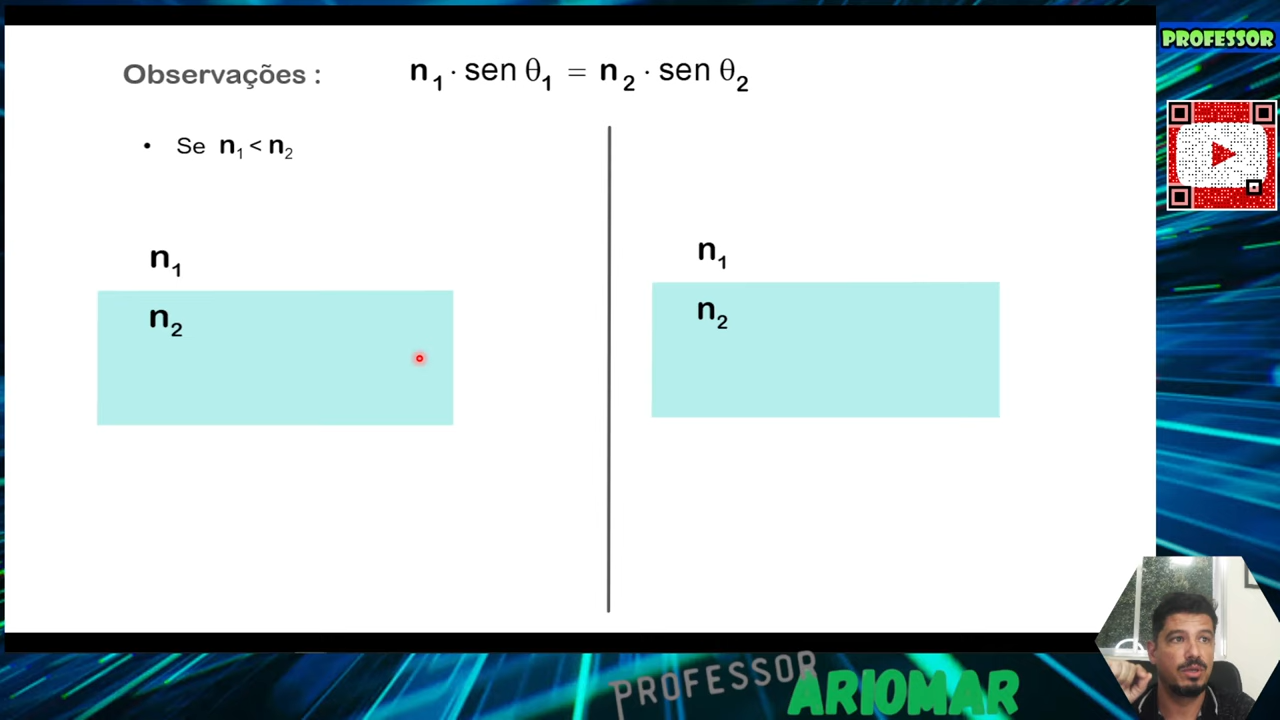 Observações : n₁ · sen θ₁ = n₂ · sen θ₂
• Se n₁ < n₂
n₁
n₂
n₁
n₂
PROFESSOR
PROFESSOR ARIOMAR